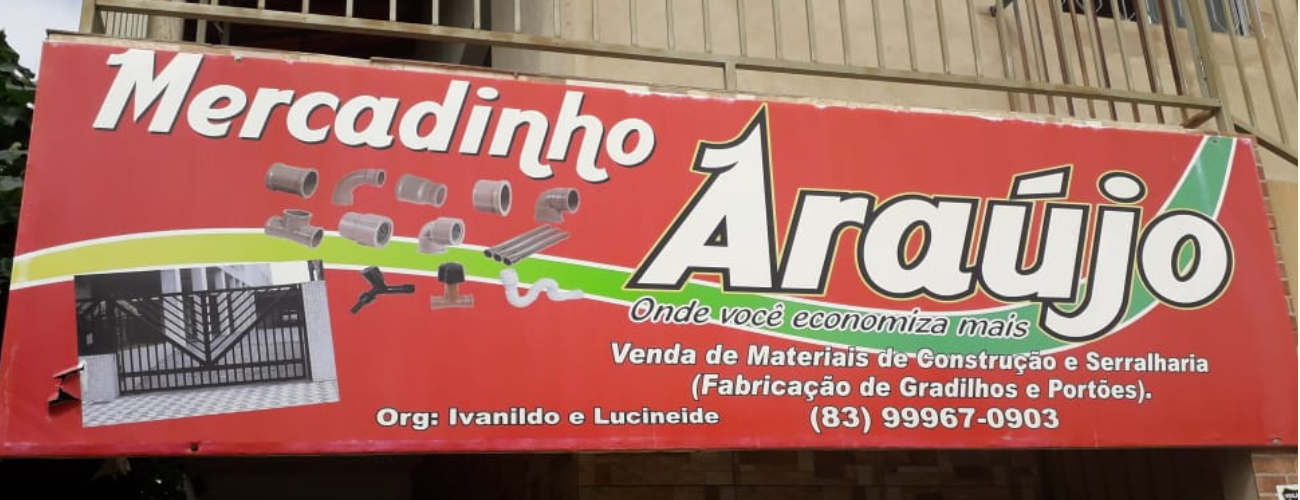 Mercadinho
Araújo
Onde você economiza mais
Venda de Materiais de Construção e Serralharia
(Fabricação de Gradilhos e Portões).
Org: Ivanildo e Lucineide (83) 99967-0903